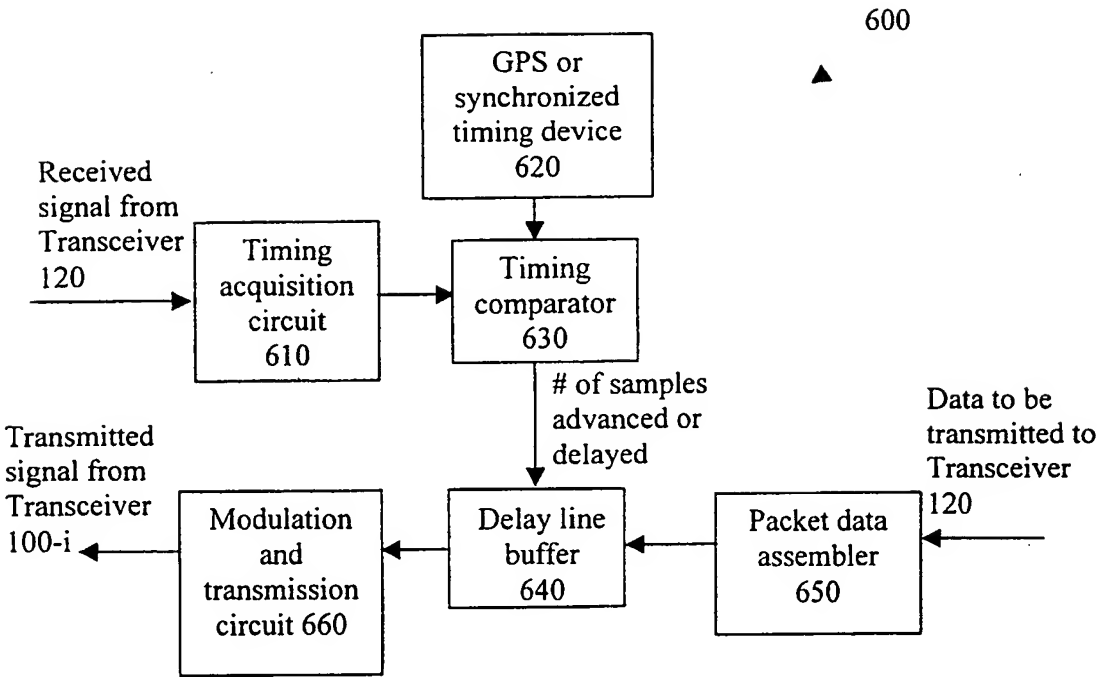 600
GPS or
synchronized
timing device
620
Received
signal from
Transceiver
120
Timing
acquisition
circuit
610
Timing
comparator
630
# of samples
advanced or
delayed
Data to be
transmitted to
Transceiver
120
Transmitted
signal from
Transceiver
100-i
Modulation
and
transmission
circuit 660
Delay line
buffer
640
Packet data
assembler
650